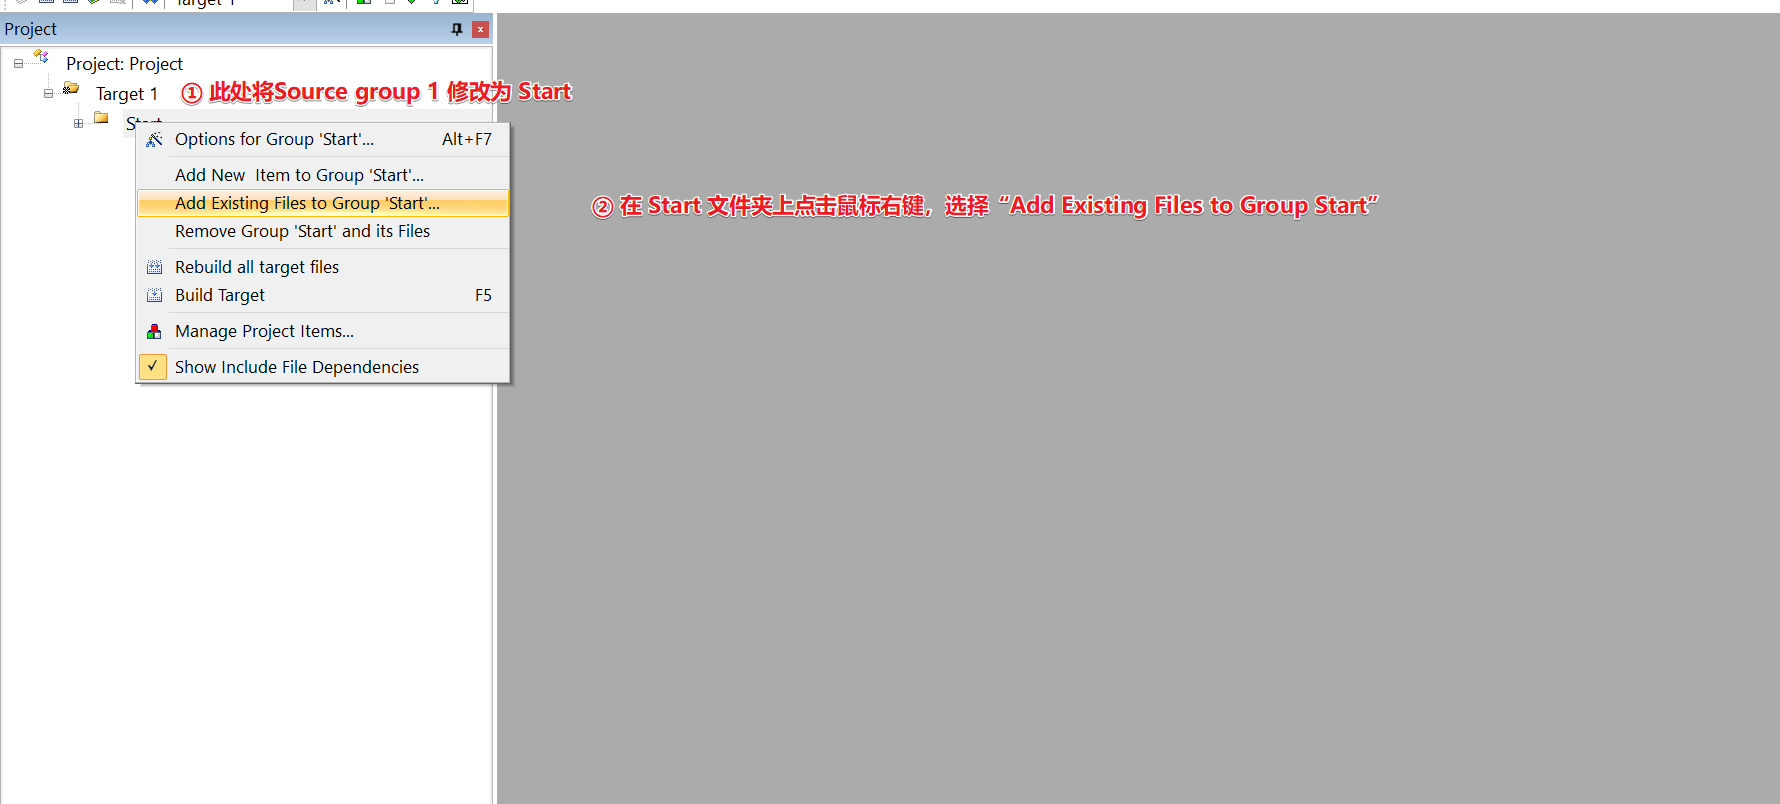 Target 1
Project
Project: Project
Target 1
① 此处将Source group 1 修改为 Start
Start
Options for Group 'Start'... Alt+F7
Add New  Item to Group 'Start'...
Add Existing Files to Group 'Start'...
② 在 Start 文件夹上点击鼠标右键，选择“Add Existing Files to Group Start”
Remove Group 'Start' and its Files
Rebuild all target files
Build Target F5
Manage Project Items...
Show Include File Dependencies